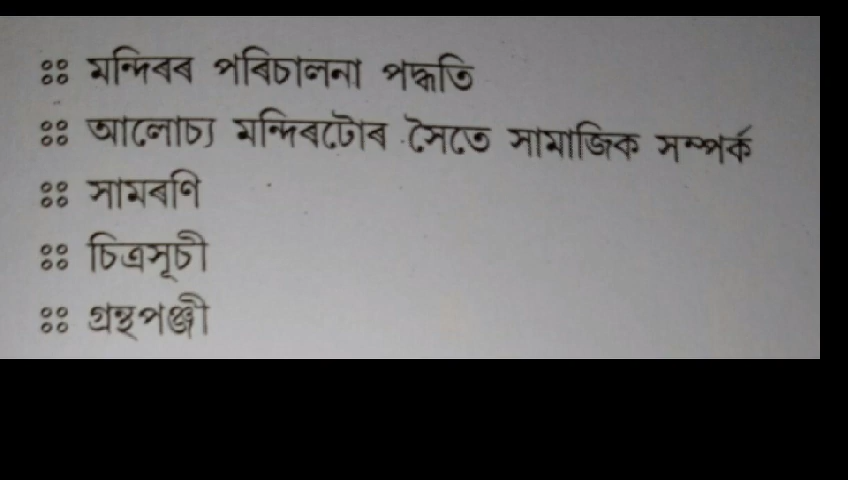 মন্দিৰৰ পৰিচালনা পদ্ধতি
আলোচ্য মন্দিৰটোৰ সৈতে সামাজিক সম্পৰ্ক
সামৰণি
চিত্ৰসূচী
গ্ৰন্থপঞ্জী